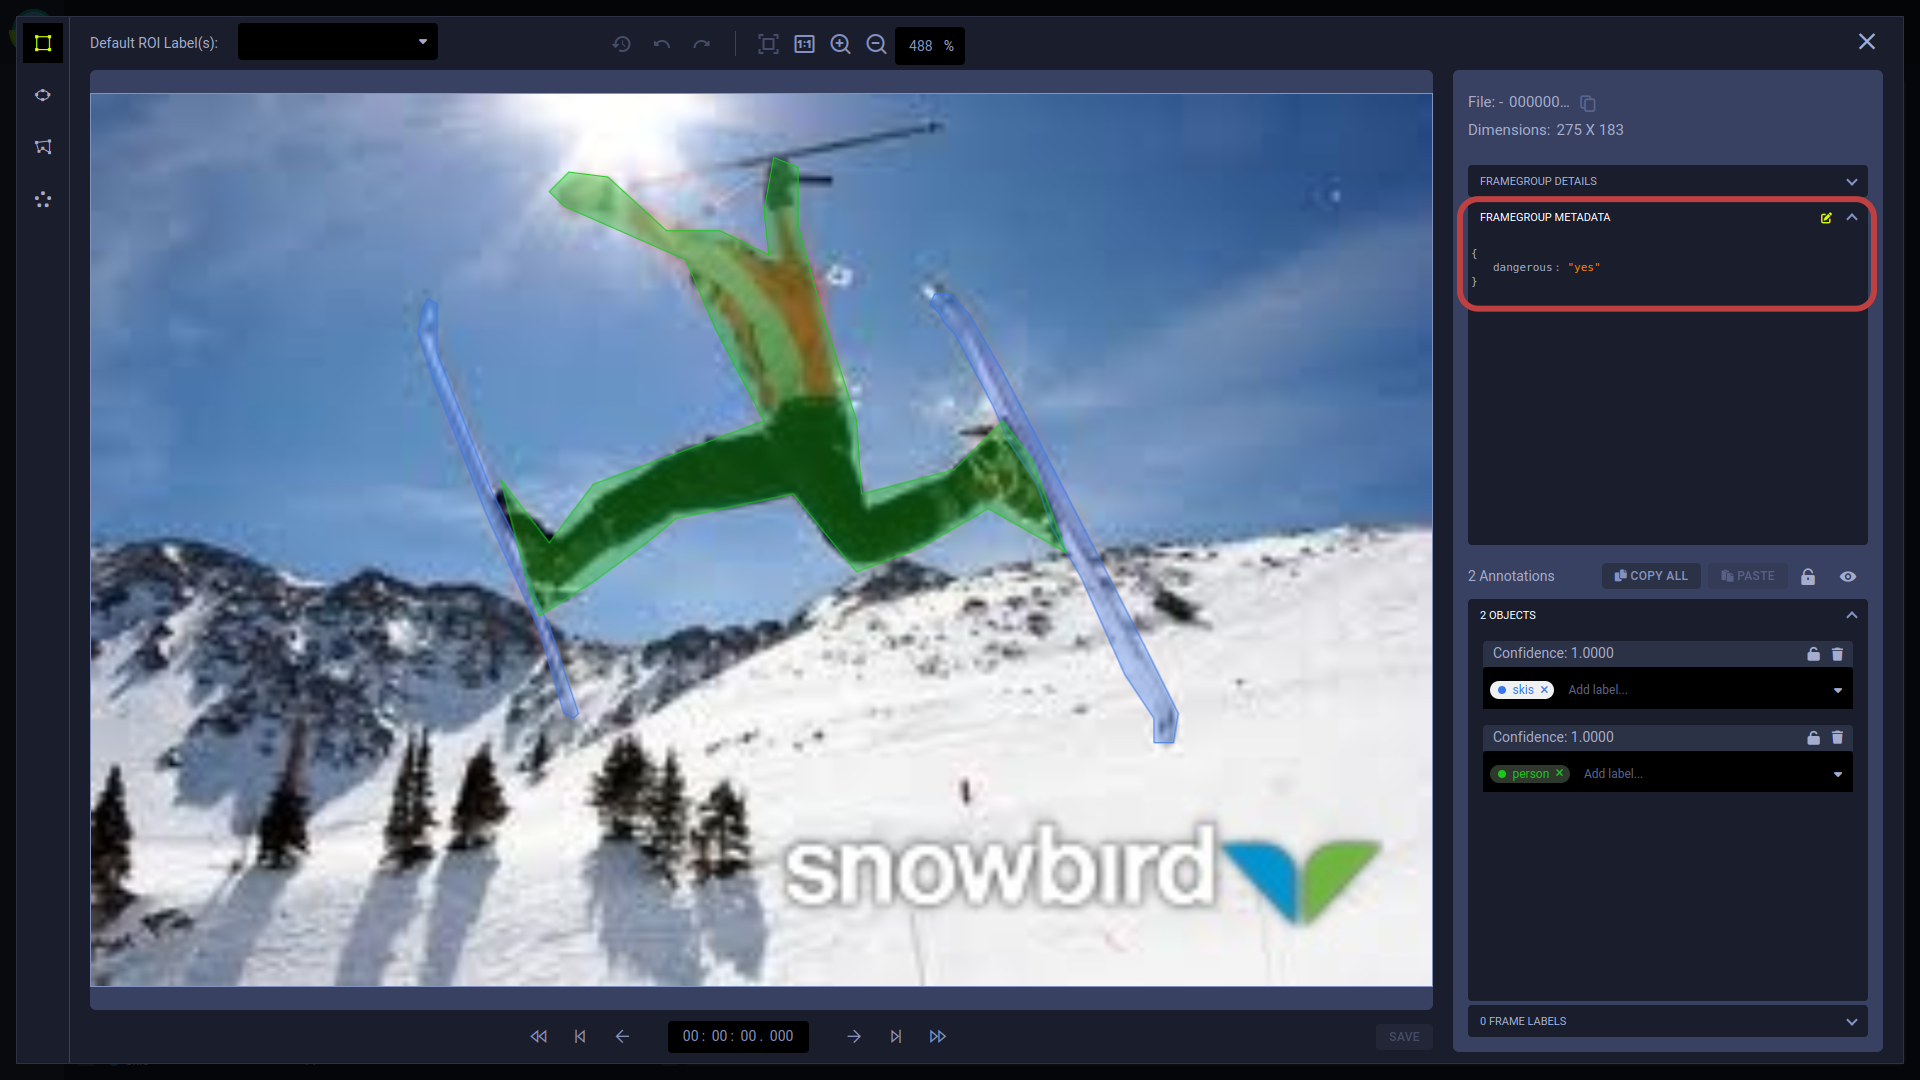 Default ROI Label(s):
1:1
488 %
File: - 000000...
Dimensions: 275 X 183
FRAMEGROUP DETAILS
FRAMEGROUP METADATA
{
dangerous: "yes"
}
snowbird
2 Annotations
COPY ALL
PASTE
2 OBJECTS
Confidence: 1.0000
skis × Add label...
Confidence: 1.0000
person × Add label...
0 FRAME LABELS
00: 00: 00. 000
SAVE